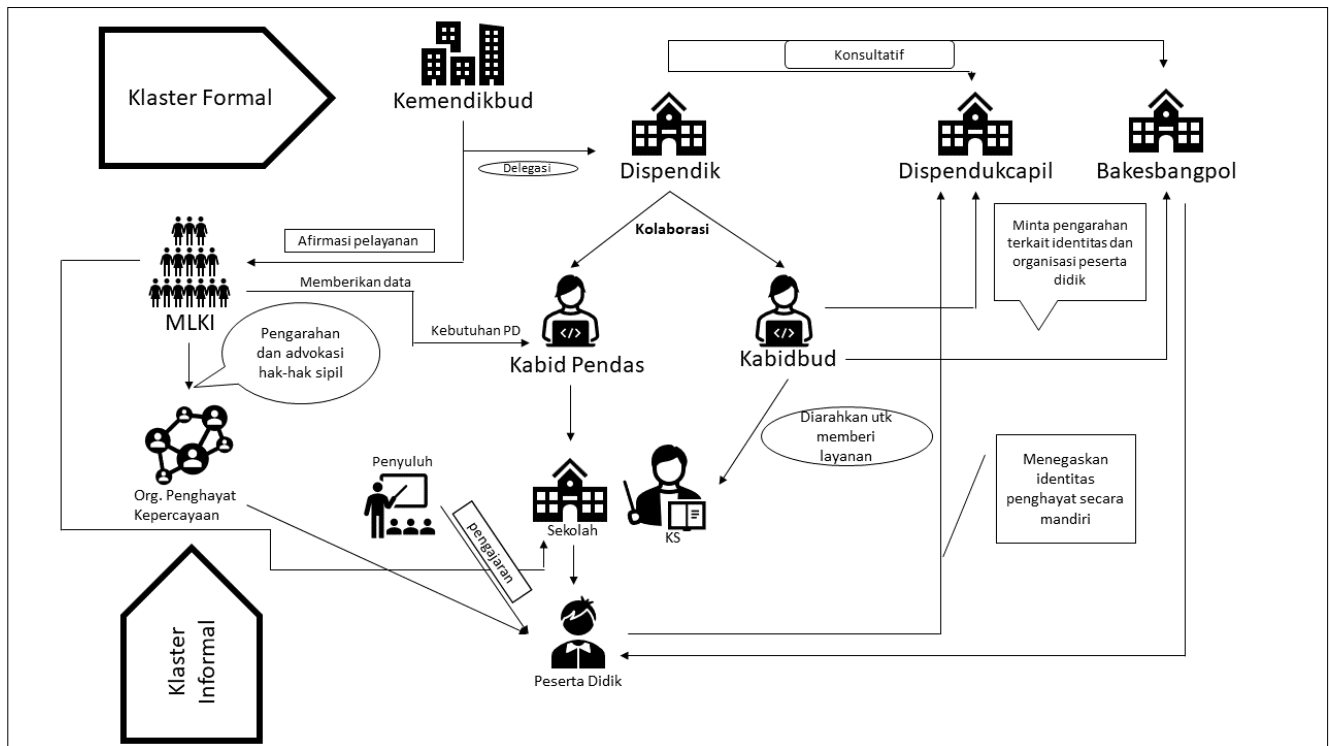 Klaster Formal
Kemendikbud
Konsultatif
Delegasi
Dispendik
Dispendukcapil
Bakesbangpol
Afirmasi pelayanan
Kolaborasi
Minta pengarahan
terkait identitas dan
organisasi peserta
didik
Memberikan data
MLKI
Kebutuhan PD
Pengarahan
dan advokasi
hak-hak sipil
</>
Kabid Pendas
</>
Kabidbud
Diarahkan utk
memberi
layanan
Org. Penghayat
Kepercayaan
Penyuluh
pengajaran
Sekolah
KS
Menegaskan
identitas
penghayat secara
mandiri
Klaster
Informal
Peserta Didik